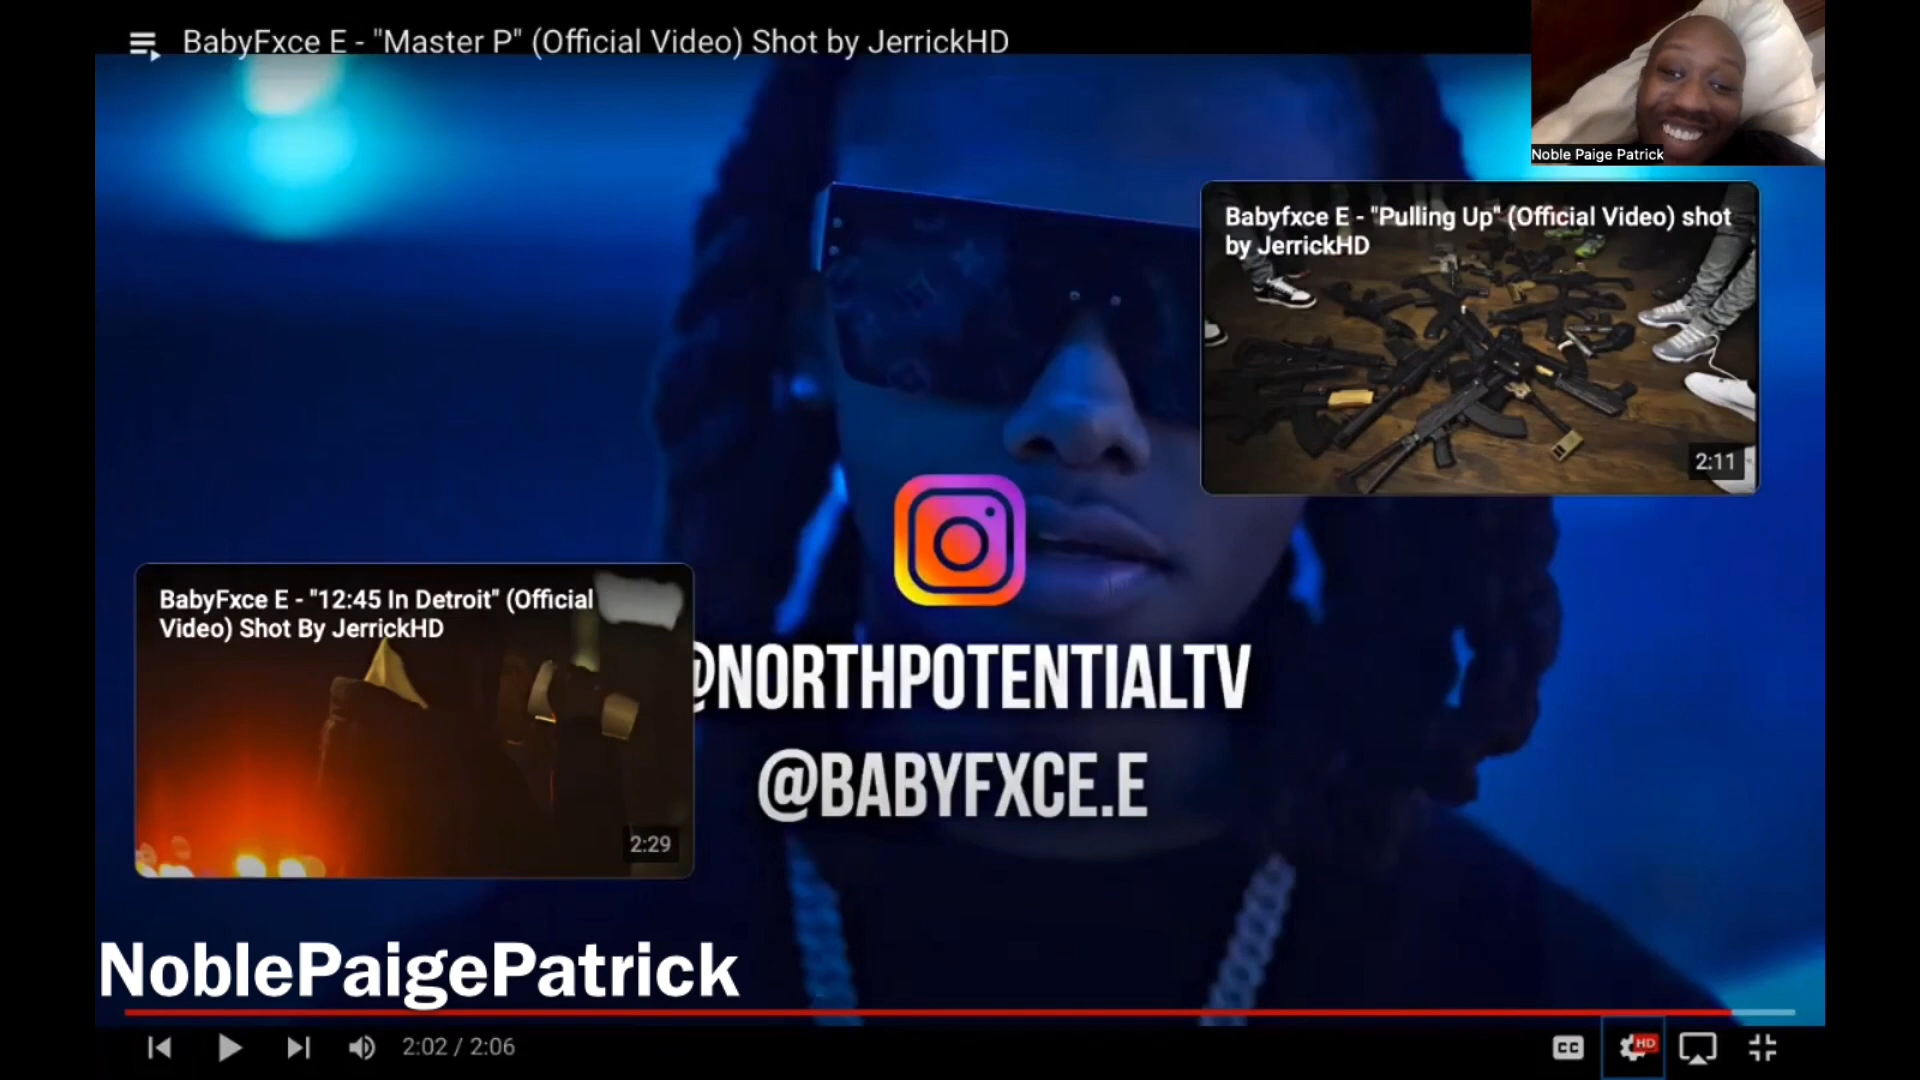 BabyFxce E - "Master P" (Official Video) Shot by JerrickHD
Noble Paige Patrick
Babyfxce E - "Pulling Up" (Official Video) shot
by JerrickHD
2:11
BabyFxce E - "12:45 In Detroit" (Official
Video) Shot By JerrickHD
2:29
@NORTHPOTENTIALTV
@BABYFXCE.E
NoblePaigePatrick
2:02 / 2:06
CC
HD